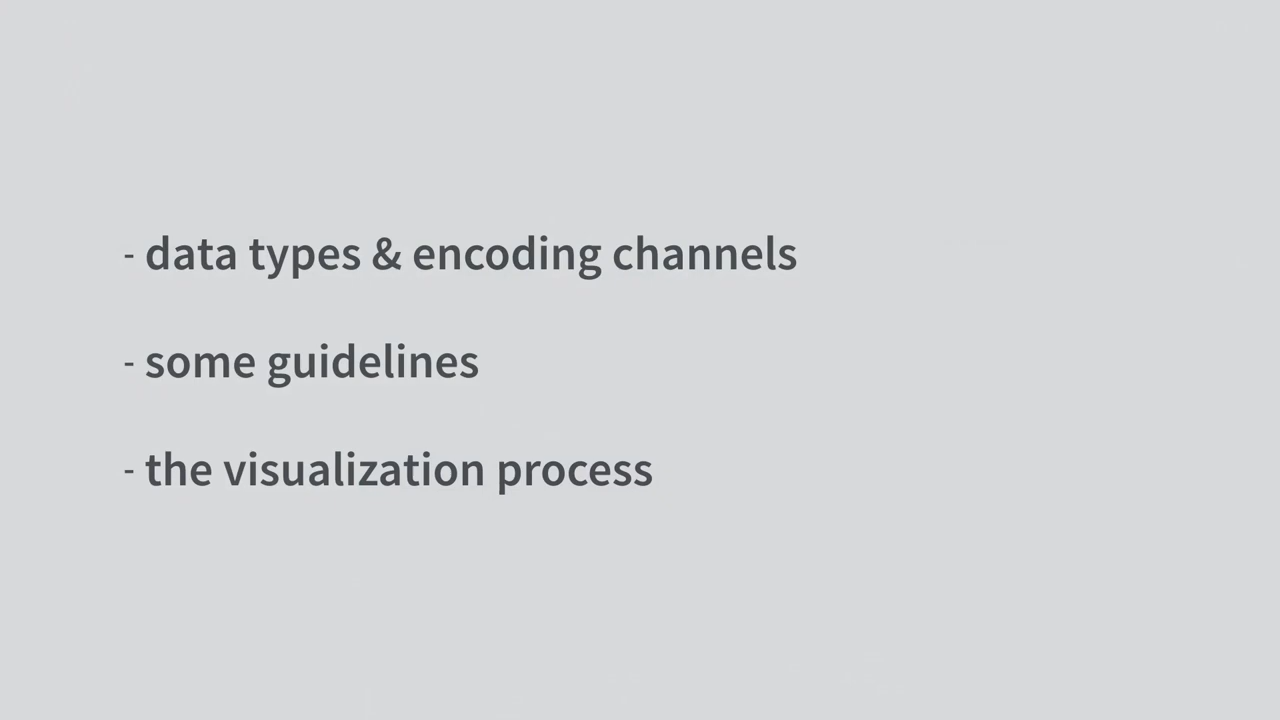 - data types & encoding channels
- some guidelines
- the visualization process